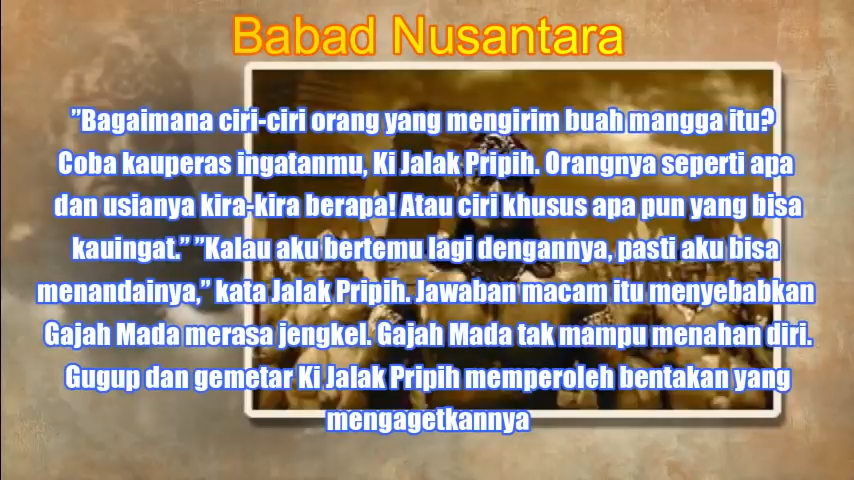 Babad Nusantara
”Bagaimana ciri-ciri orang yang mengirim buah mangga itu?
Coba kauperas ingatanmu, Ki Jalak Pripih. Orangnya seperti apa
dan usianya kira-kira berapa! Atau ciri khusus apa pun yang bisa
kauingat.” ”Kalau aku bertemu lagi dengannya, pasti aku bisa
menandainya,” kata Jalak Pripih. Jawaban macam itu menyebabkan
Gajah Mada merasa jengkel. Gajah Mada tak mampu menahan diri.
Gugup dan gemetar Ki Jalak Pripih memperoleh bentakan yang
mengagetkannya